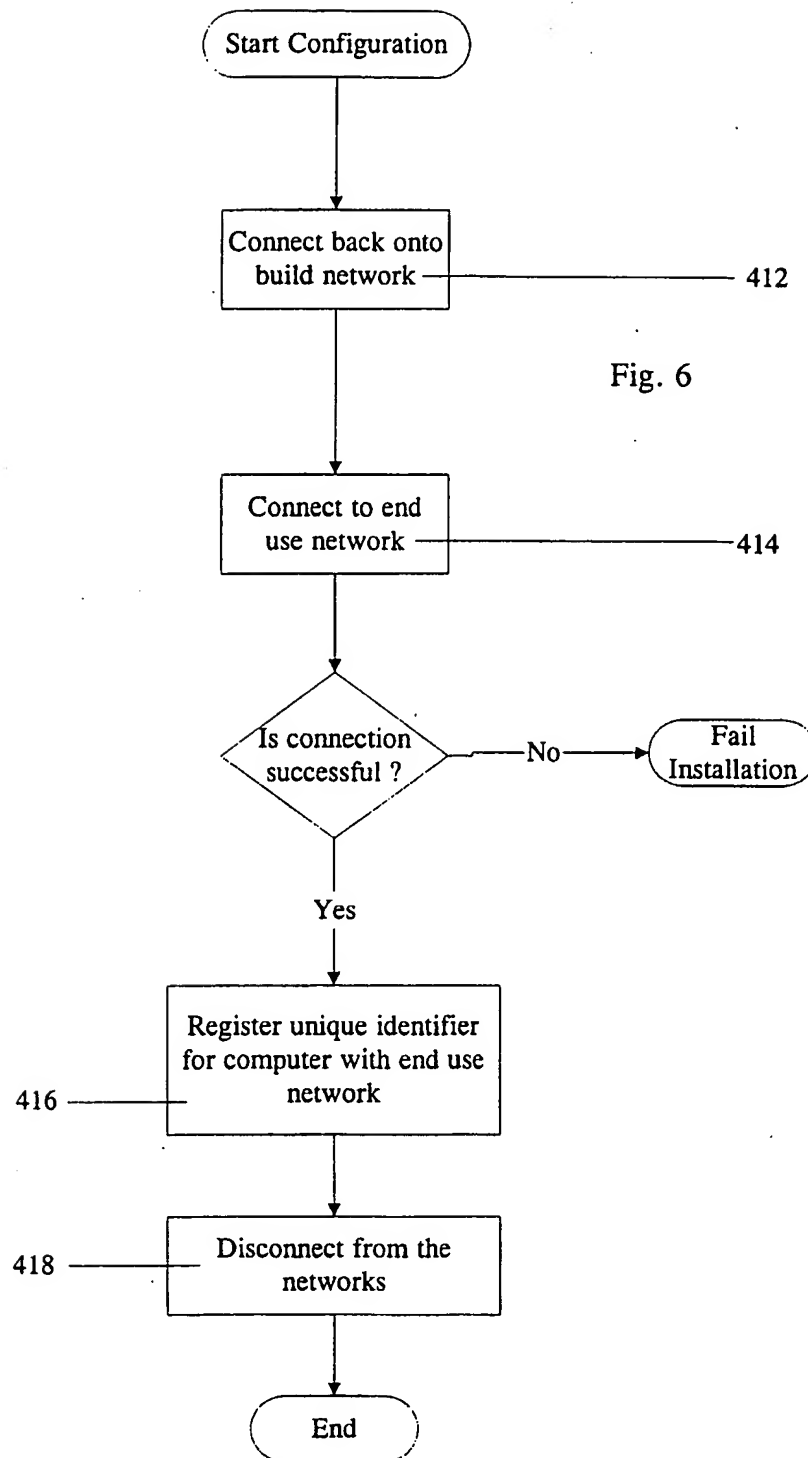 Start Configuration
Connect back onto
build network
412
Fig. 6
Connect to end
use network
414
Is connection
successful ?
No
Fail
Installation
Yes
Register unique identifier
for computer with end use
network
416
Disconnect from the
networks
418
End